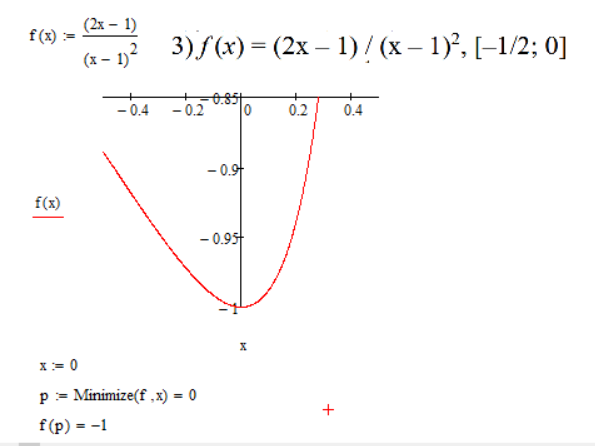 f(x) := (2x – 1) / (x – 1)²
3) f(x) = (2x – 1) / (x – 1)², [–1/2; 0]
– 0.4 – 0.2 0 0.2 0.4
– 0.85
– 0.9
– 0.95
– 1
f(x)
x
x := 0
p := Minimize(f ,x) = 0
f(p) = –1